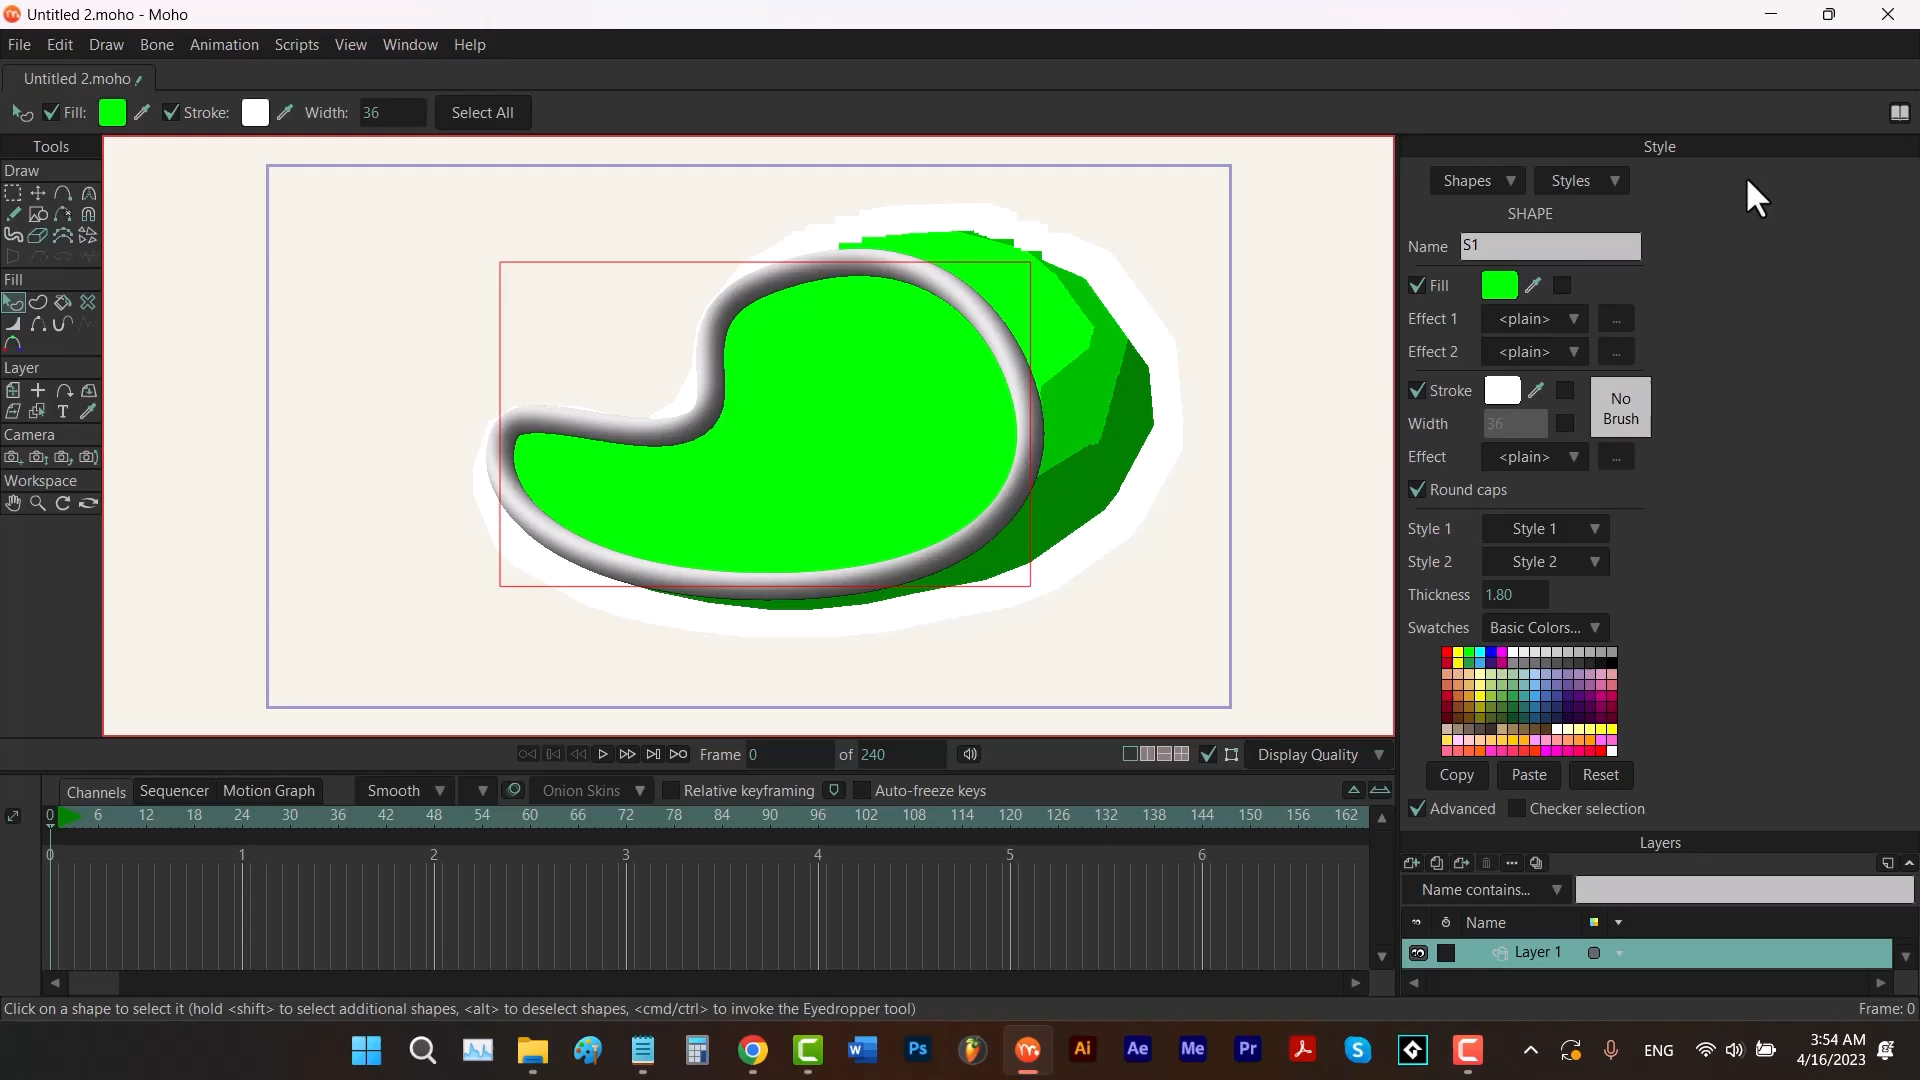 Untitled 2.moho - Moho
File Edit Draw Bone Animation Scripts View Window Help
Untitled 2.moho
Fill: Stroke: Width: 36 Select All
Tools
Draw
Fill
Layer
Camera
Workspace
Style
Shapes Styles
SHAPE
Name S1
Fill
Effect 1 <plain> ...
Effect 2 <plain> ...
Stroke No Brush
Width 36
Effect <plain> ...
Round caps
Style 1 Style 1
Style 2 Style 2
Thickness 1.80
Swatches Basic Colors...
Copy Paste Reset
Advanced Checker selection
Frame 0 of 240 Display Quality
Channels Sequencer Motion Graph Smooth Onion Skins Relative keyframing Auto-freeze keys
0 6 12 18 24 30 36 42 48 54 60 66 72 78 84 90 96 102 108 114 120 126 132 138 144 150 156 162
0 1 2 3 4 5 6
Layers
Name contains...
Name
Layer 1
Click on a shape to select it (hold <shift> to select additional shapes, <alt> to deselect shapes, <cmd/ctrl> to invoke the Eyedropper tool)
Frame: 0
Ps Ai Ae Me Pr
ENG
3:54 AM
4/16/2023